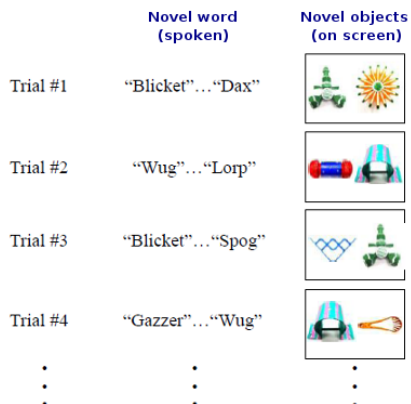 Novel word
(spoken)
Novel objects
(on screen)
Trial #1
“Blicket”…“Dax”
Trial #2
“Wug”…“Lorp”
Trial #3
“Blicket”…“Spog”
Trial #4
“Gazzer”…“Wug”